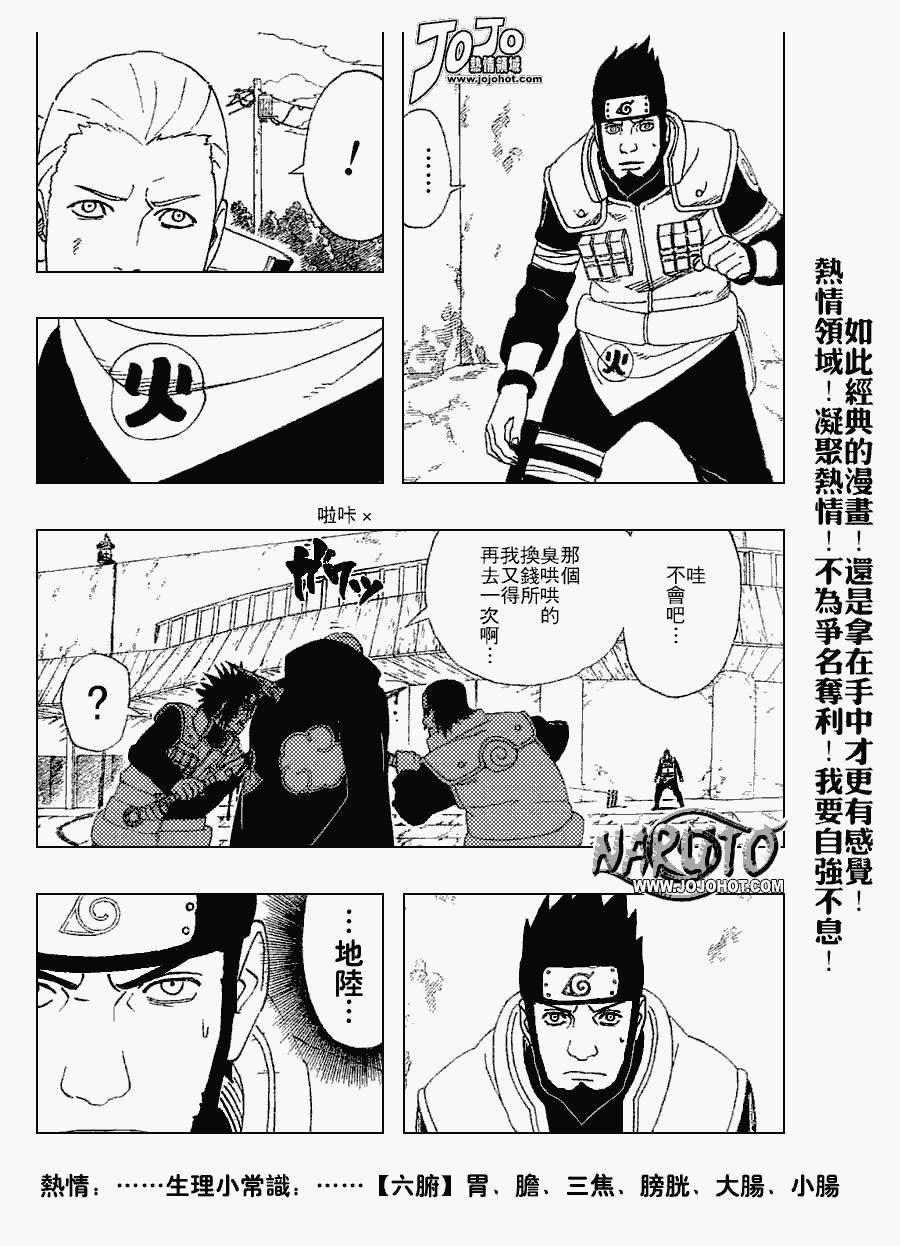 JOJO
熱情領域
www.jojohot.com
……
！
火
火
啦咔×
ガクッ
哇
不會吧…
那個
臭哄哄的
換錢所
我又得
再去一次啊…
？
NARUTO
WWW.JOJOHOT.COM
…地陸…
如此經典的漫畫！還是拿在手中才更有感覺！
熱情領域！凝聚熱情！不為爭名奪利！我要自強不息！
熱情：……生理小常識：……【六腑】胃、膽、三焦、膀胱、大腸、小腸